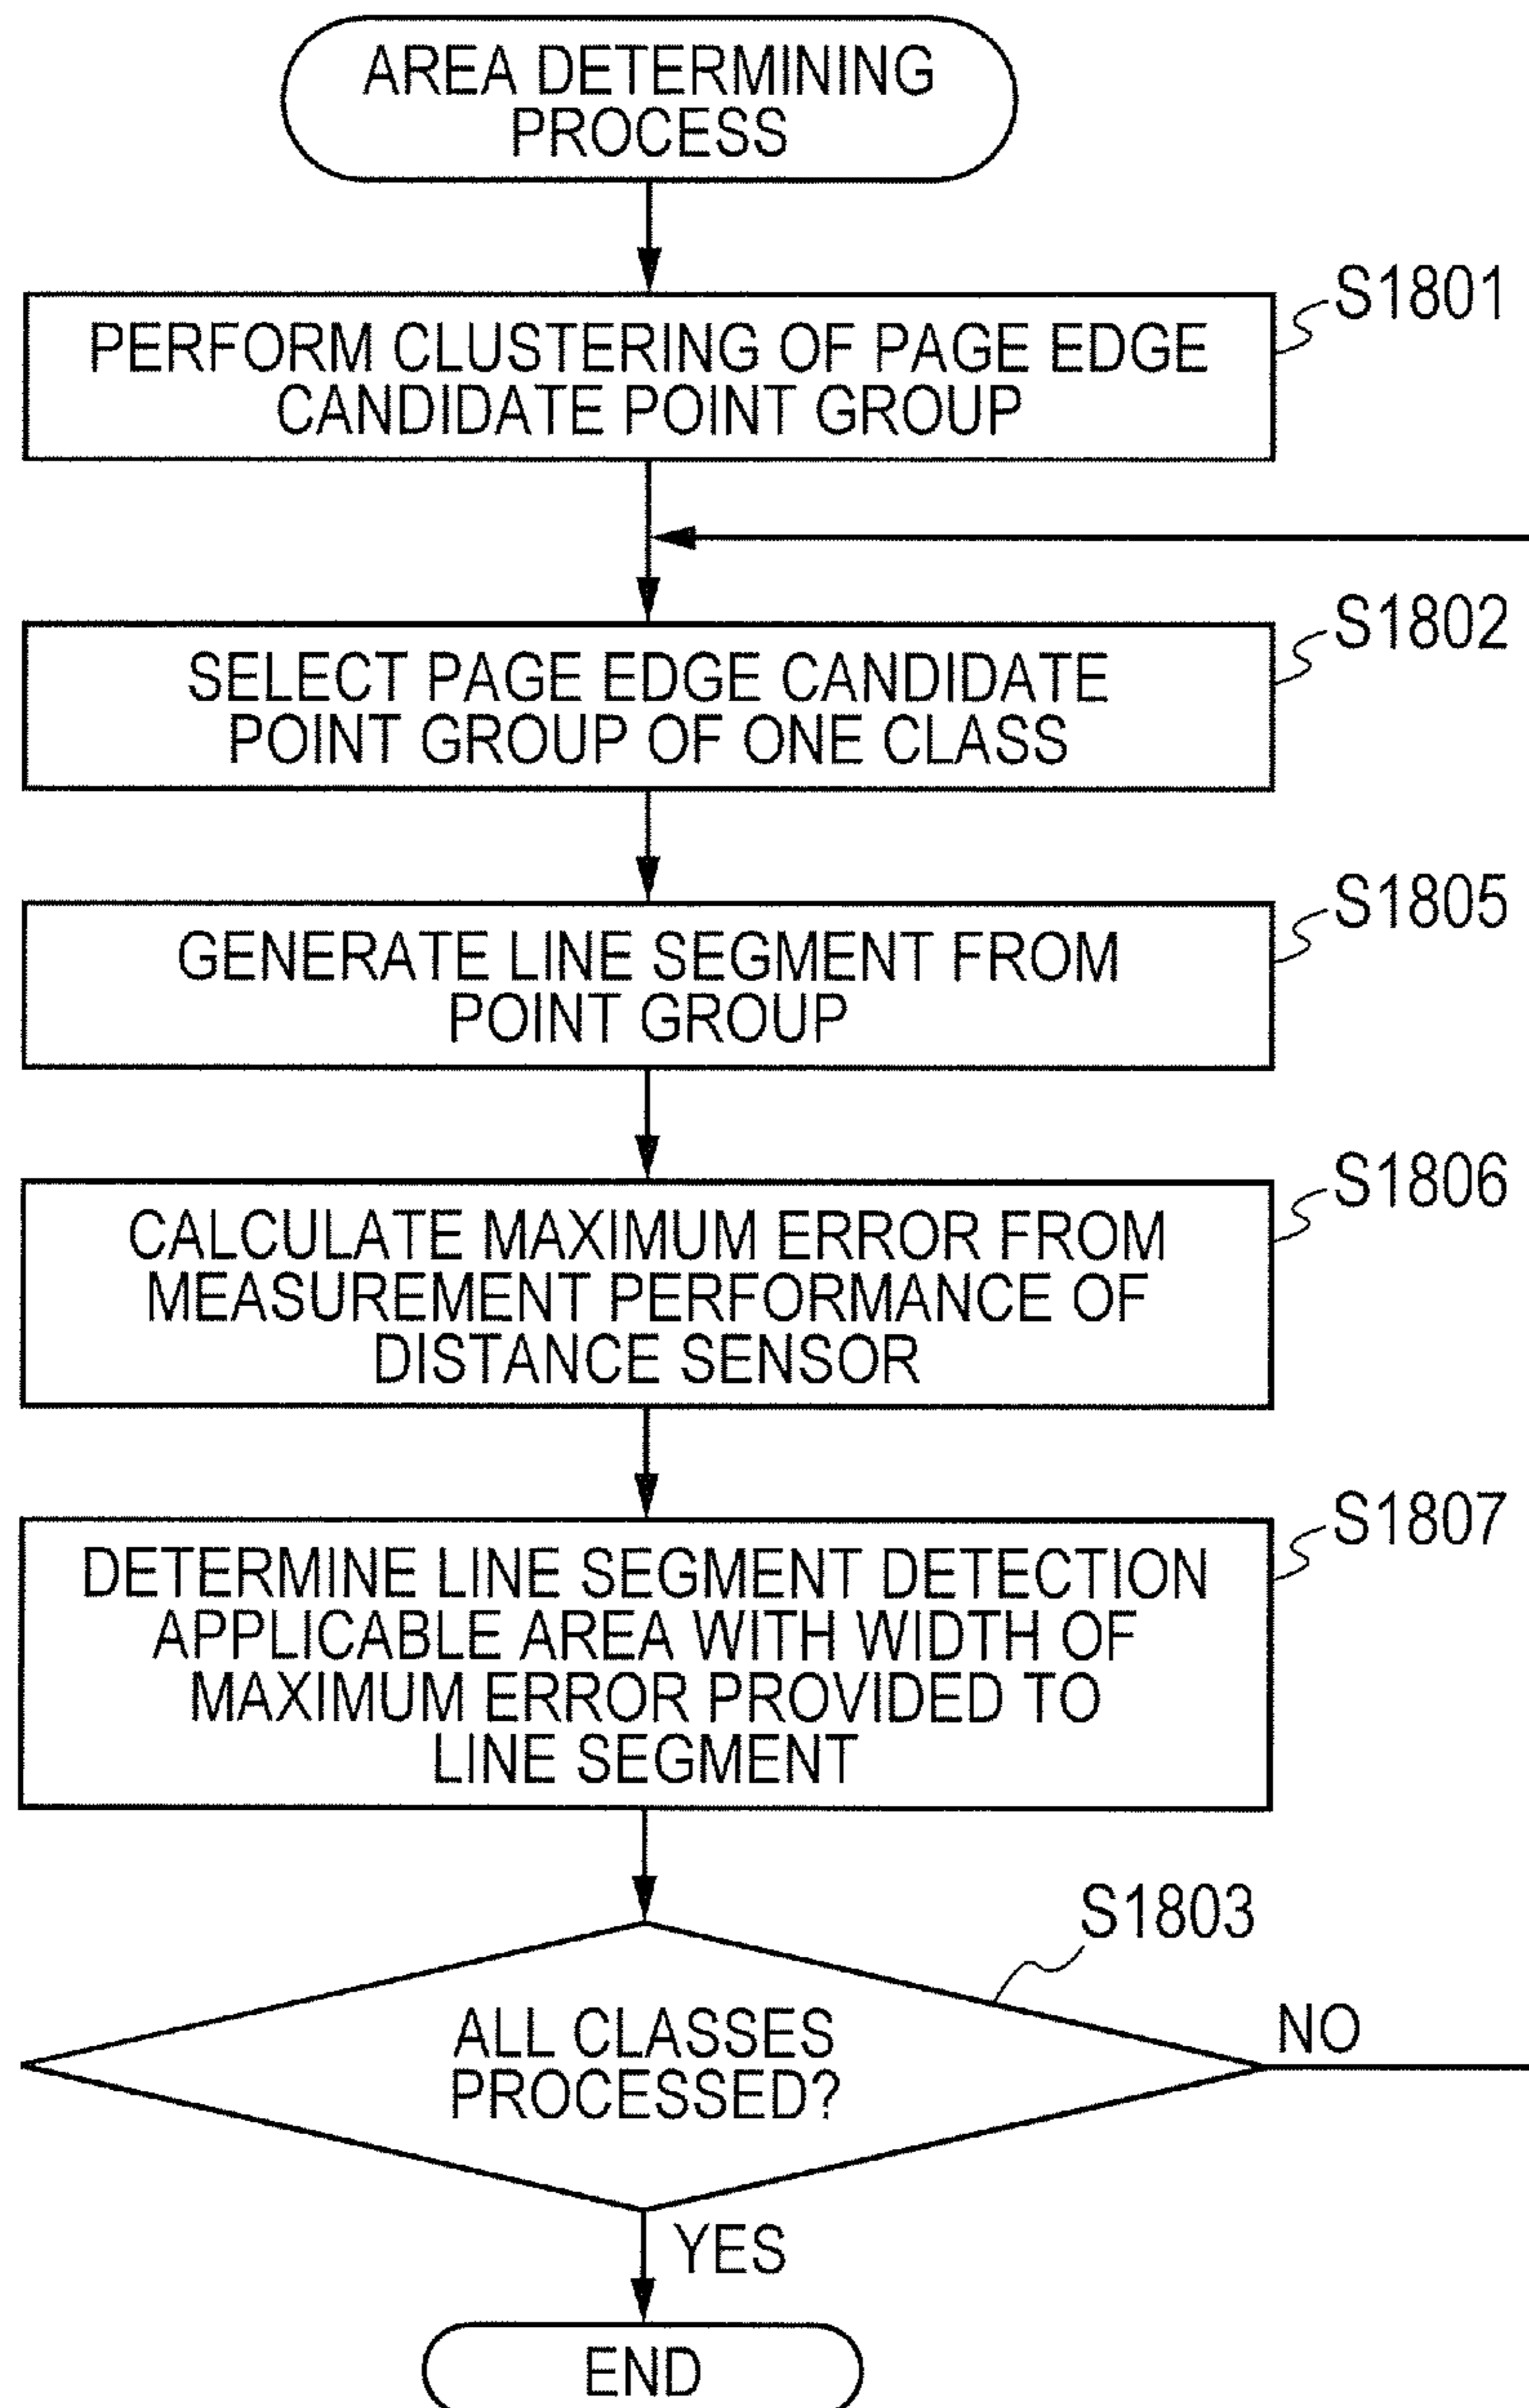 AREA DETERMINING
PROCESS
S1801
PERFORM CLUSTERING OF PAGE EDGE
CANDIDATE POINT GROUP
S1802
SELECT PAGE EDGE CANDIDATE
POINT GROUP OF ONE CLASS
S1805
GENERATE LINE SEGMENT FROM
POINT GROUP
S1806
CALCULATE MAXIMUM ERROR FROM
MEASUREMENT PERFORMANCE OF
DISTANCE SENSOR
S1807
DETERMINE LINE SEGMENT DETECTION
APPLICABLE AREA WITH WIDTH OF
MAXIMUM ERROR PROVIDED TO
LINE SEGMENT
S1803
ALL CLASSES
PROCESSED?
NO
YES
END